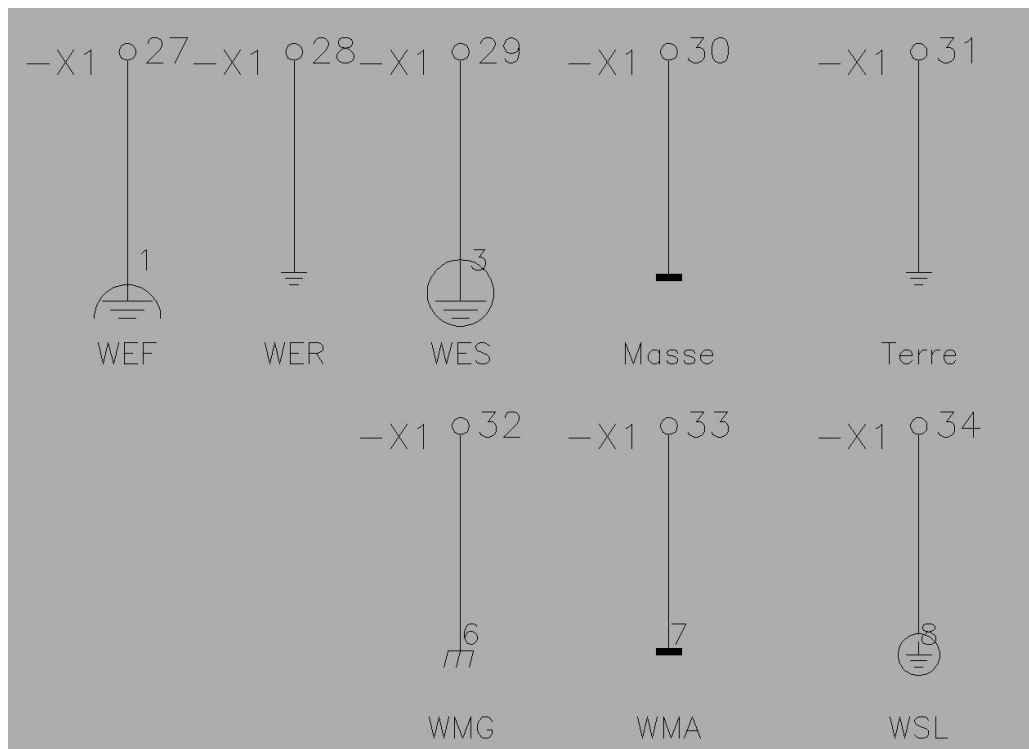 -X1 27 -X1 28 -X1 29 -X1 30 -X1 31
1 3
WEF WER WES Masse Terre
-X1 32 -X1 33 -X1 34
6 7 8
WMG WMA WSL